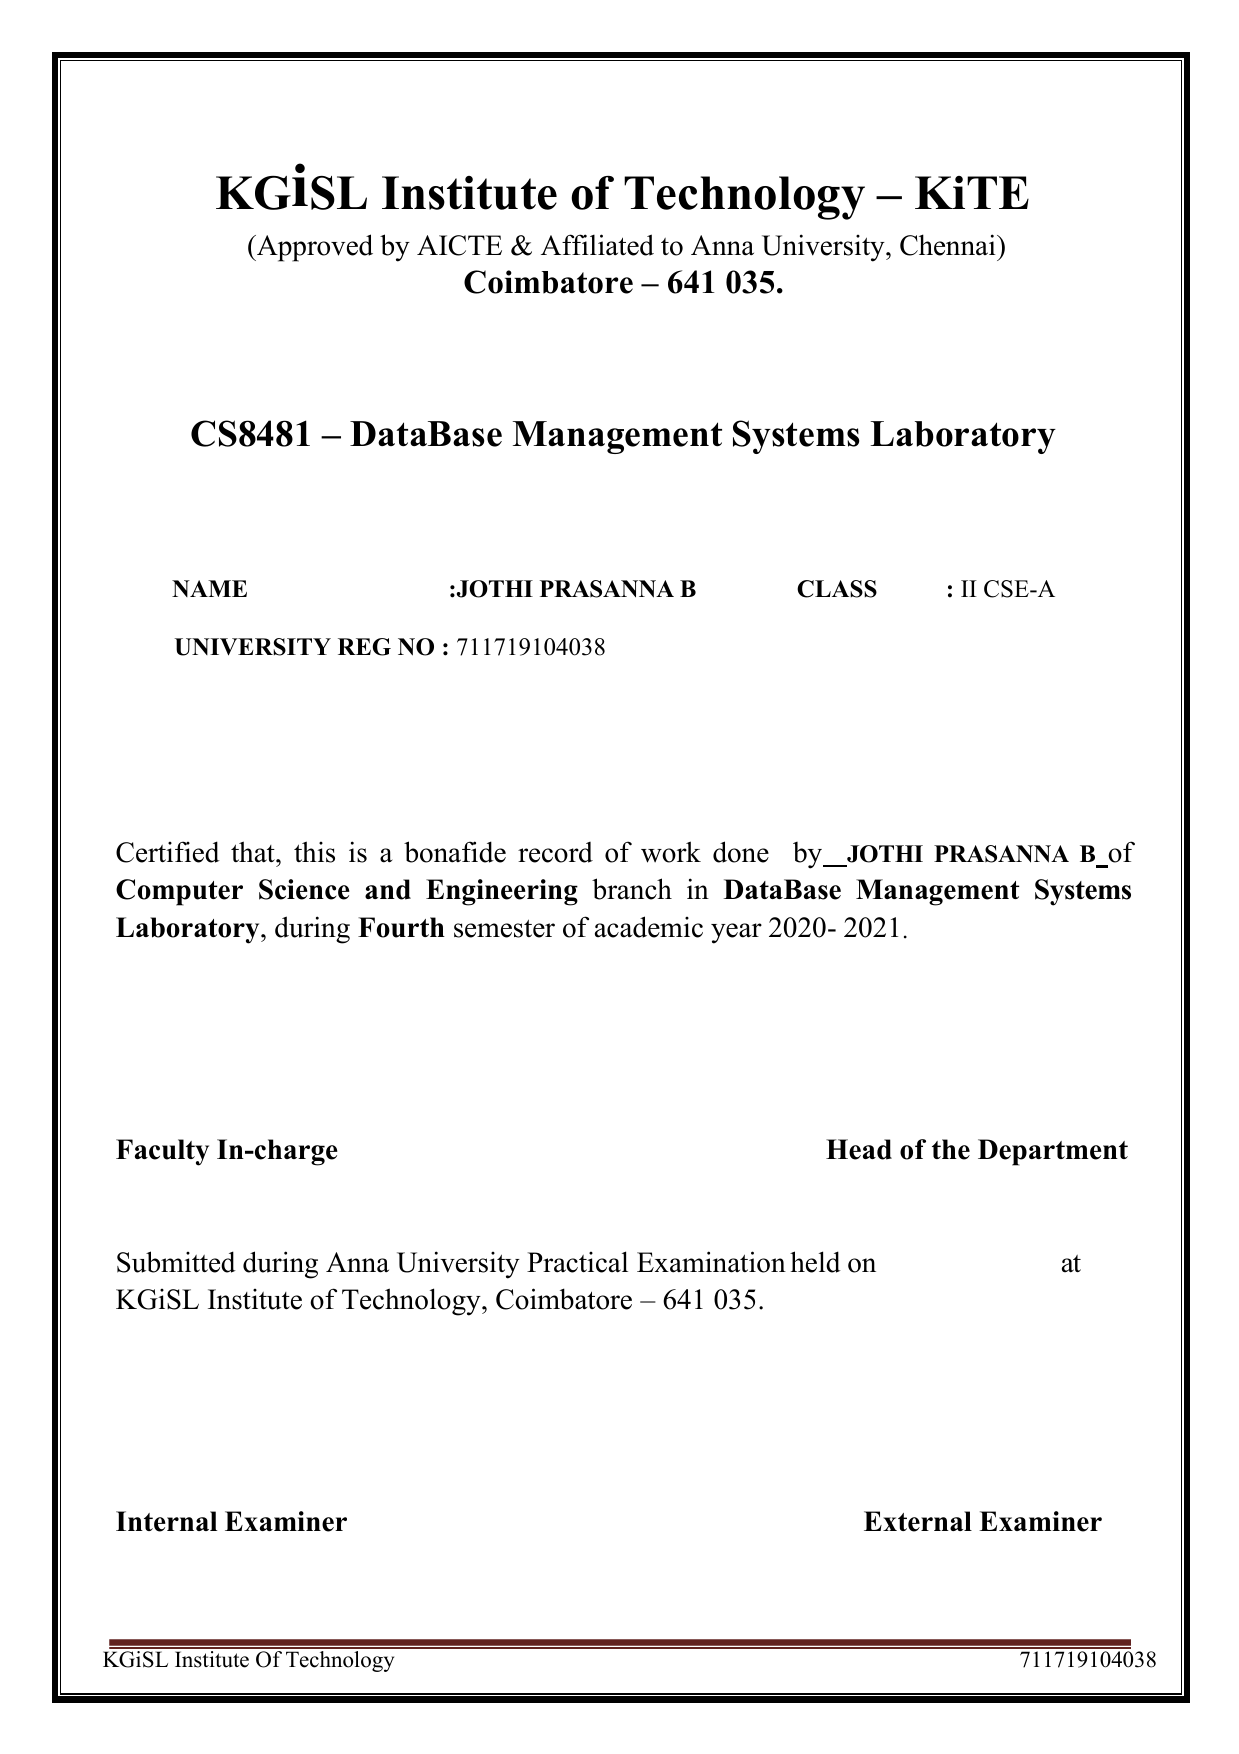 KGiSL Institute of Technology – KiTE
(Approved by AICTE & Affiliated to Anna University, Chennai)
Coimbatore – 641 035.
CS8481 – DataBase Management Systems Laboratory
NAME :JOTHI PRASANNA B CLASS : II CSE-A
UNIVERSITY REG NO : 711719104038
Certified that, this is a bonafide record of work done by__JOTHI PRASANNA B_of
Computer Science and Engineering branch in DataBase Management Systems
Laboratory, during Fourth semester of academic year 2020- 2021.
Faculty In-charge Head of the Department
Submitted during Anna University Practical Examination held on at
KGiSL Institute of Technology, Coimbatore – 641 035.
Internal Examiner External Examiner
KGiSL Institute Of Technology 711719104038